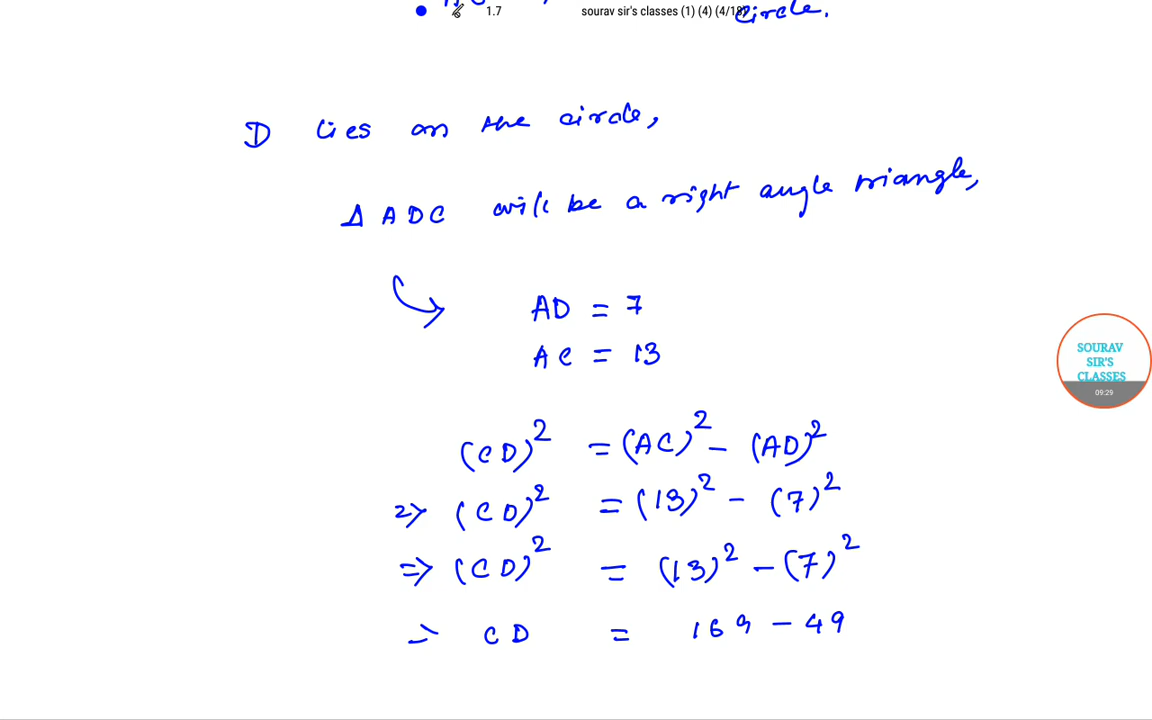 1.7 sourav sir's classes (1) (4) (4/18)
circle.
D lies on the circle,
Δ ADC will be a right angle triangle,
AD = 7
AC = 13
(CD)² = (AC)² - (AD)²
=> (CD)² = (13)² - (7)²
=> (CD)² = (13)² - (7)²
=> CD = 169 - 49
SOURAV
SIR'S
CLASSES
09:29